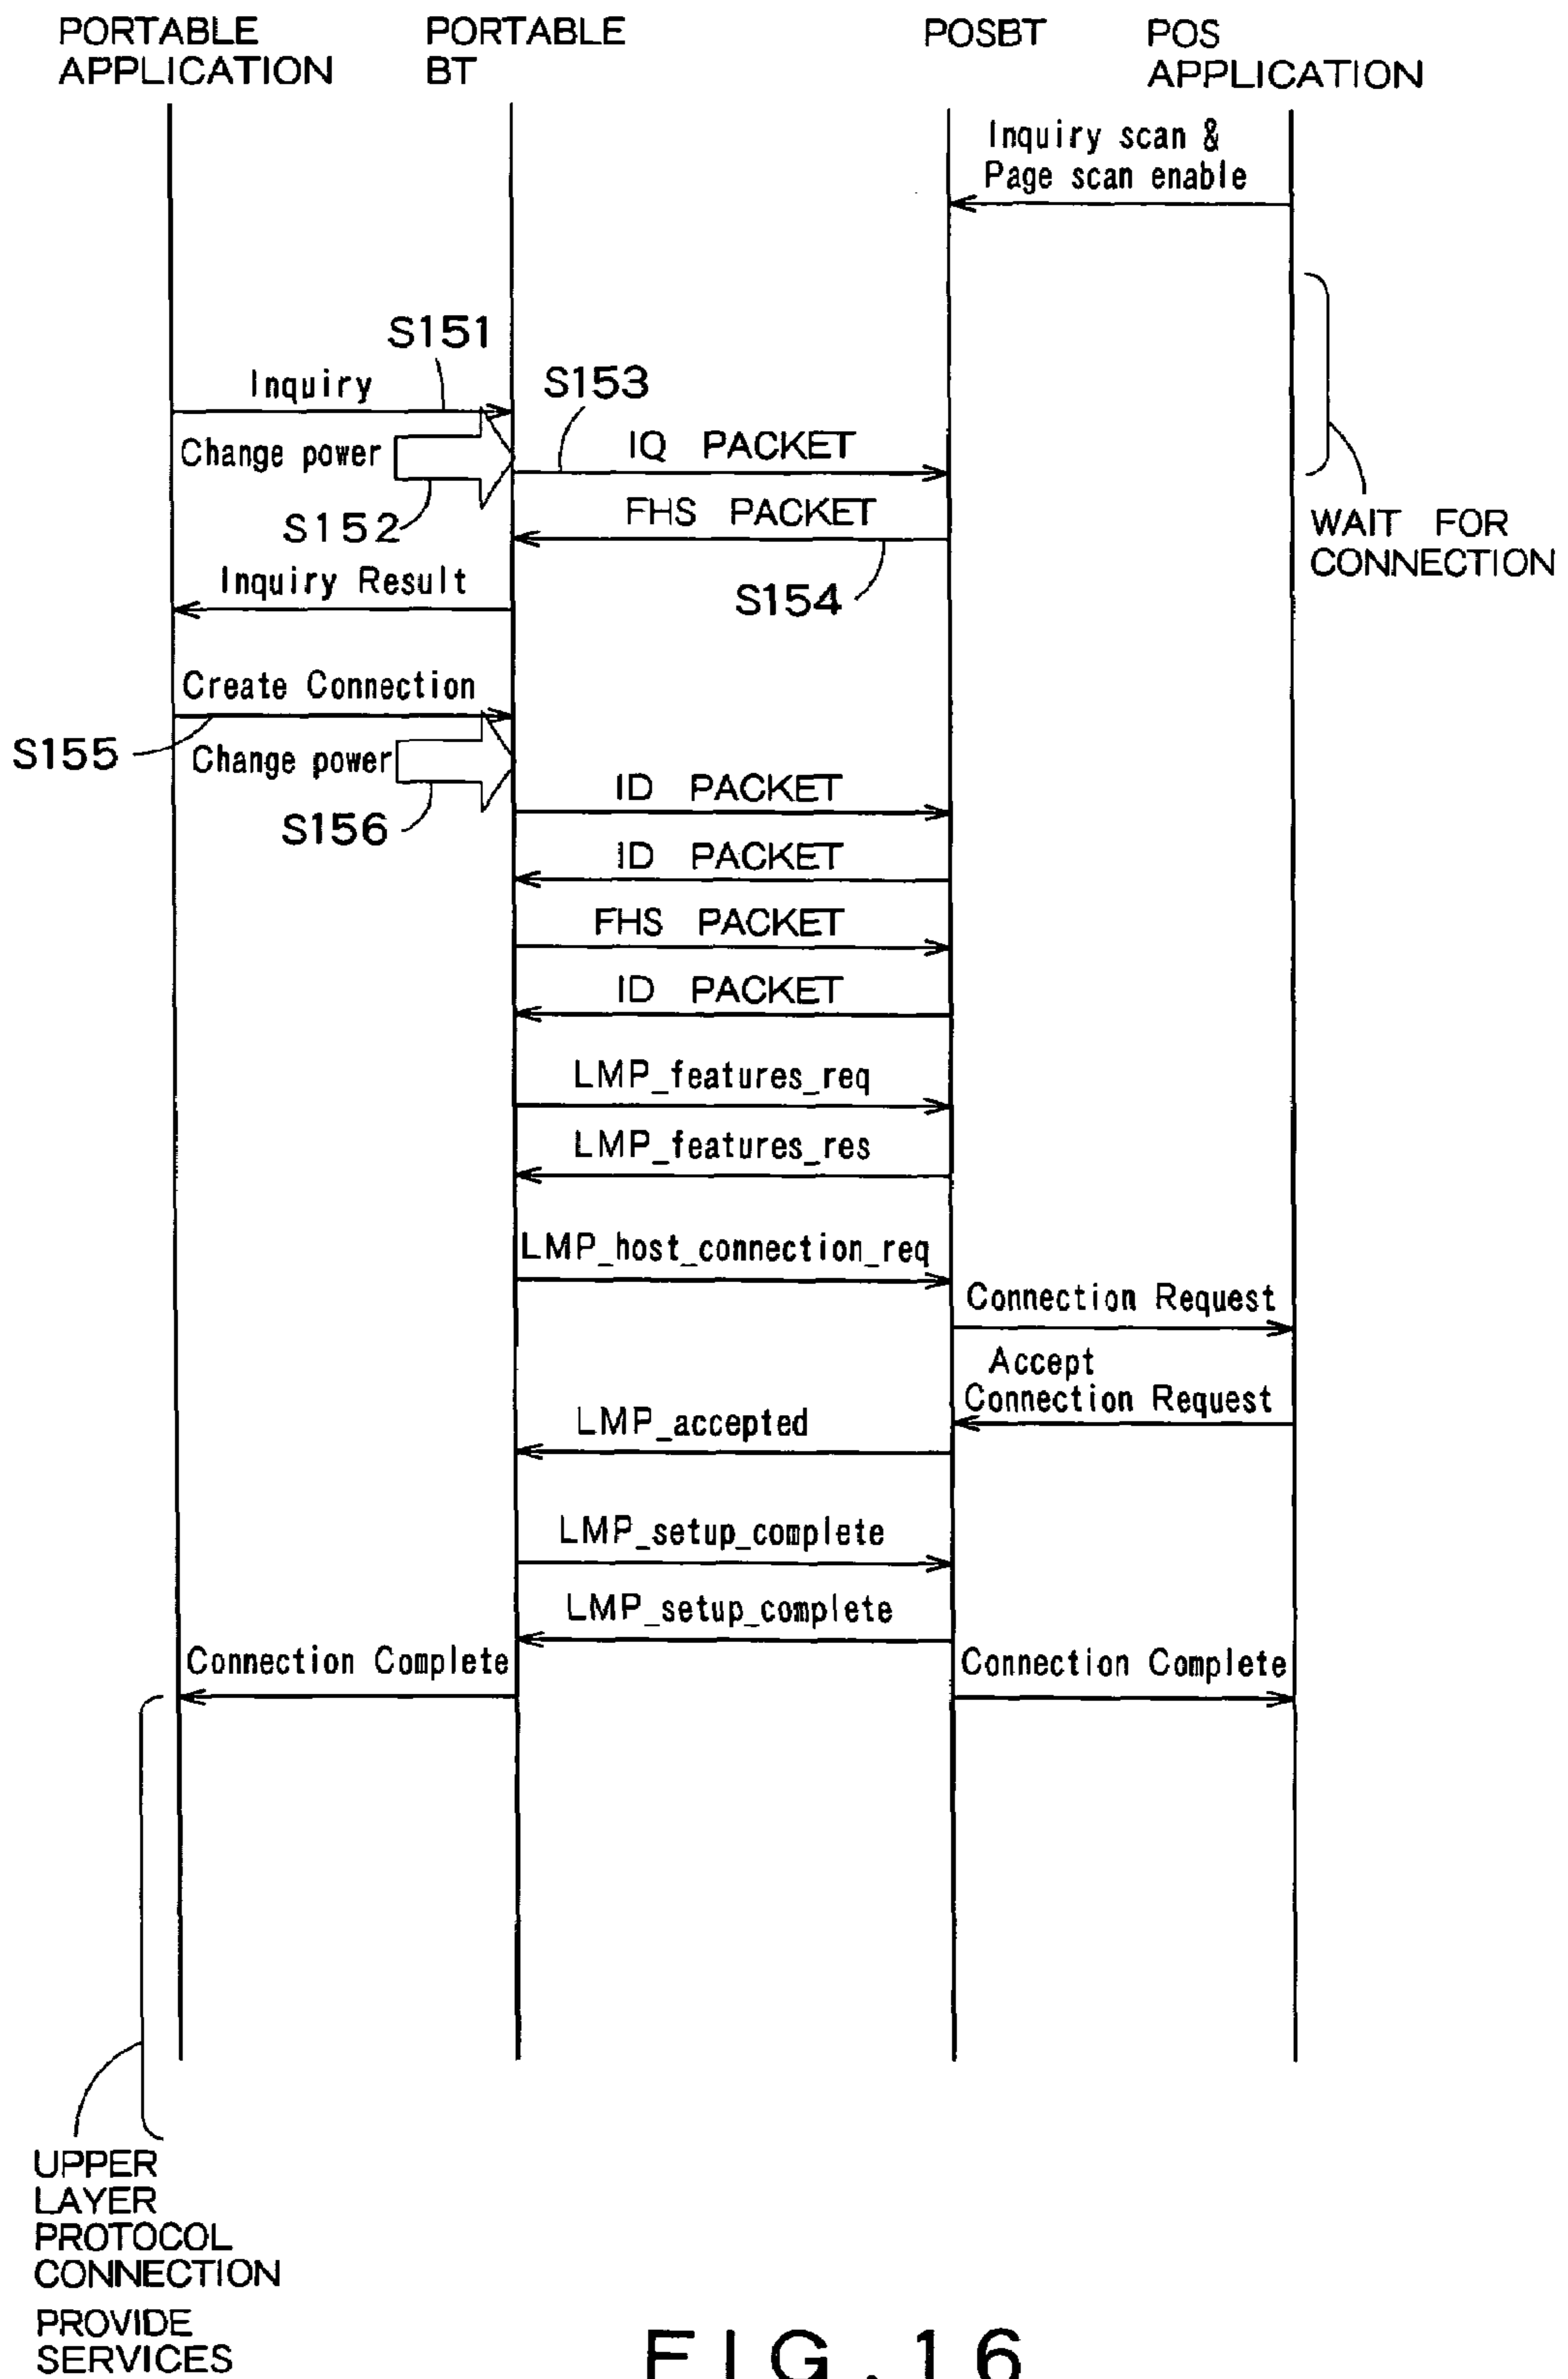 PORTABLE
APPLICATION
PORTABLE
BT
POSBT
POS
APPLICATION
Inquiry scan &
Page scan enable
S151
Inquiry
S153
Change power
IQ PACKET
S152
FHS PACKET
WAIT FOR
CONNECTION
Inquiry Result
S154
Create Connection
S155
Change power
ID PACKET
S156
ID PACKET
FHS PACKET
ID PACKET
LMP_features_req
LMP_features_res
LMP_host_connection_req
Connection Request
Accept
Connection Request
LMP_accepted
LMP_setup_complete
LMP_setup_complete
Connection Complete
Connection Complete
UPPER
LAYER
PROTOCOL
CONNECTION
PROVIDE
SERVICES
FIG.16